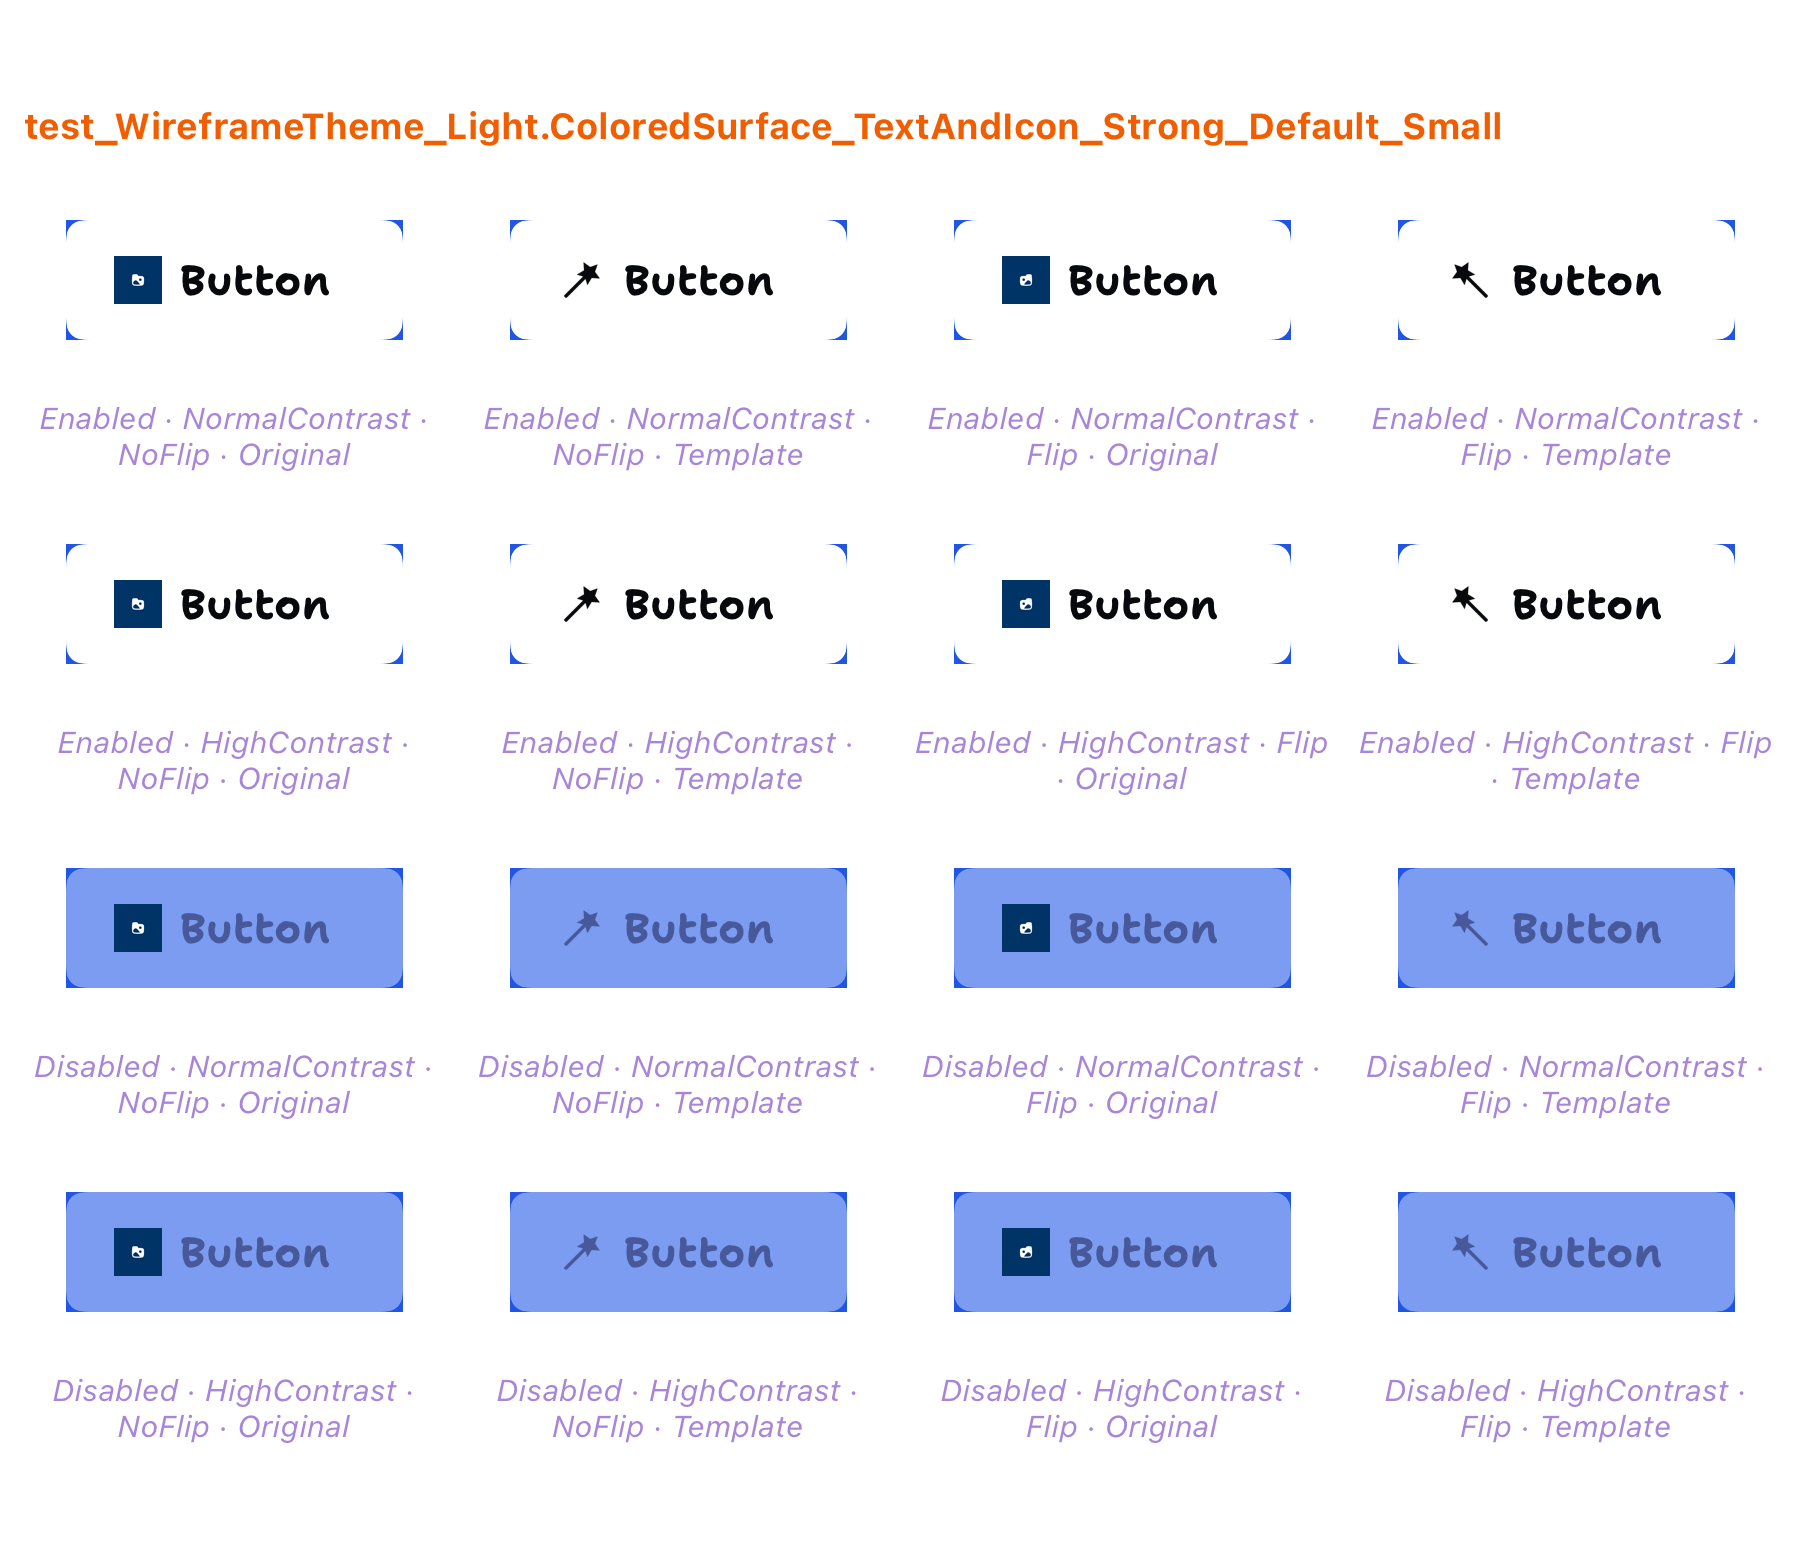 test_WireframeTheme_Light.ColoredSurface_TextAndIcon_Strong_Default_Small
Button Button Button Button
Enabled · NormalContrast · Enabled · NormalContrast · Enabled · NormalContrast · Enabled · NormalContrast ·
NoFlip · Original NoFlip · Template Flip · Original Flip · Template
Button Button Button Button
Enabled · HighContrast · Enabled · HighContrast · Enabled · HighContrast · Flip Enabled · HighContrast · Flip
NoFlip · Original NoFlip · Template · Original · Template
Button Button Button Button
Disabled · NormalContrast · Disabled · NormalContrast · Disabled · NormalContrast · Disabled · NormalContrast ·
NoFlip · Original NoFlip · Template Flip · Original Flip · Template
Button Button Button Button
Disabled · HighContrast · Disabled · HighContrast · Disabled · HighContrast · Disabled · HighContrast ·
NoFlip · Original NoFlip · Template Flip · Original Flip · Template